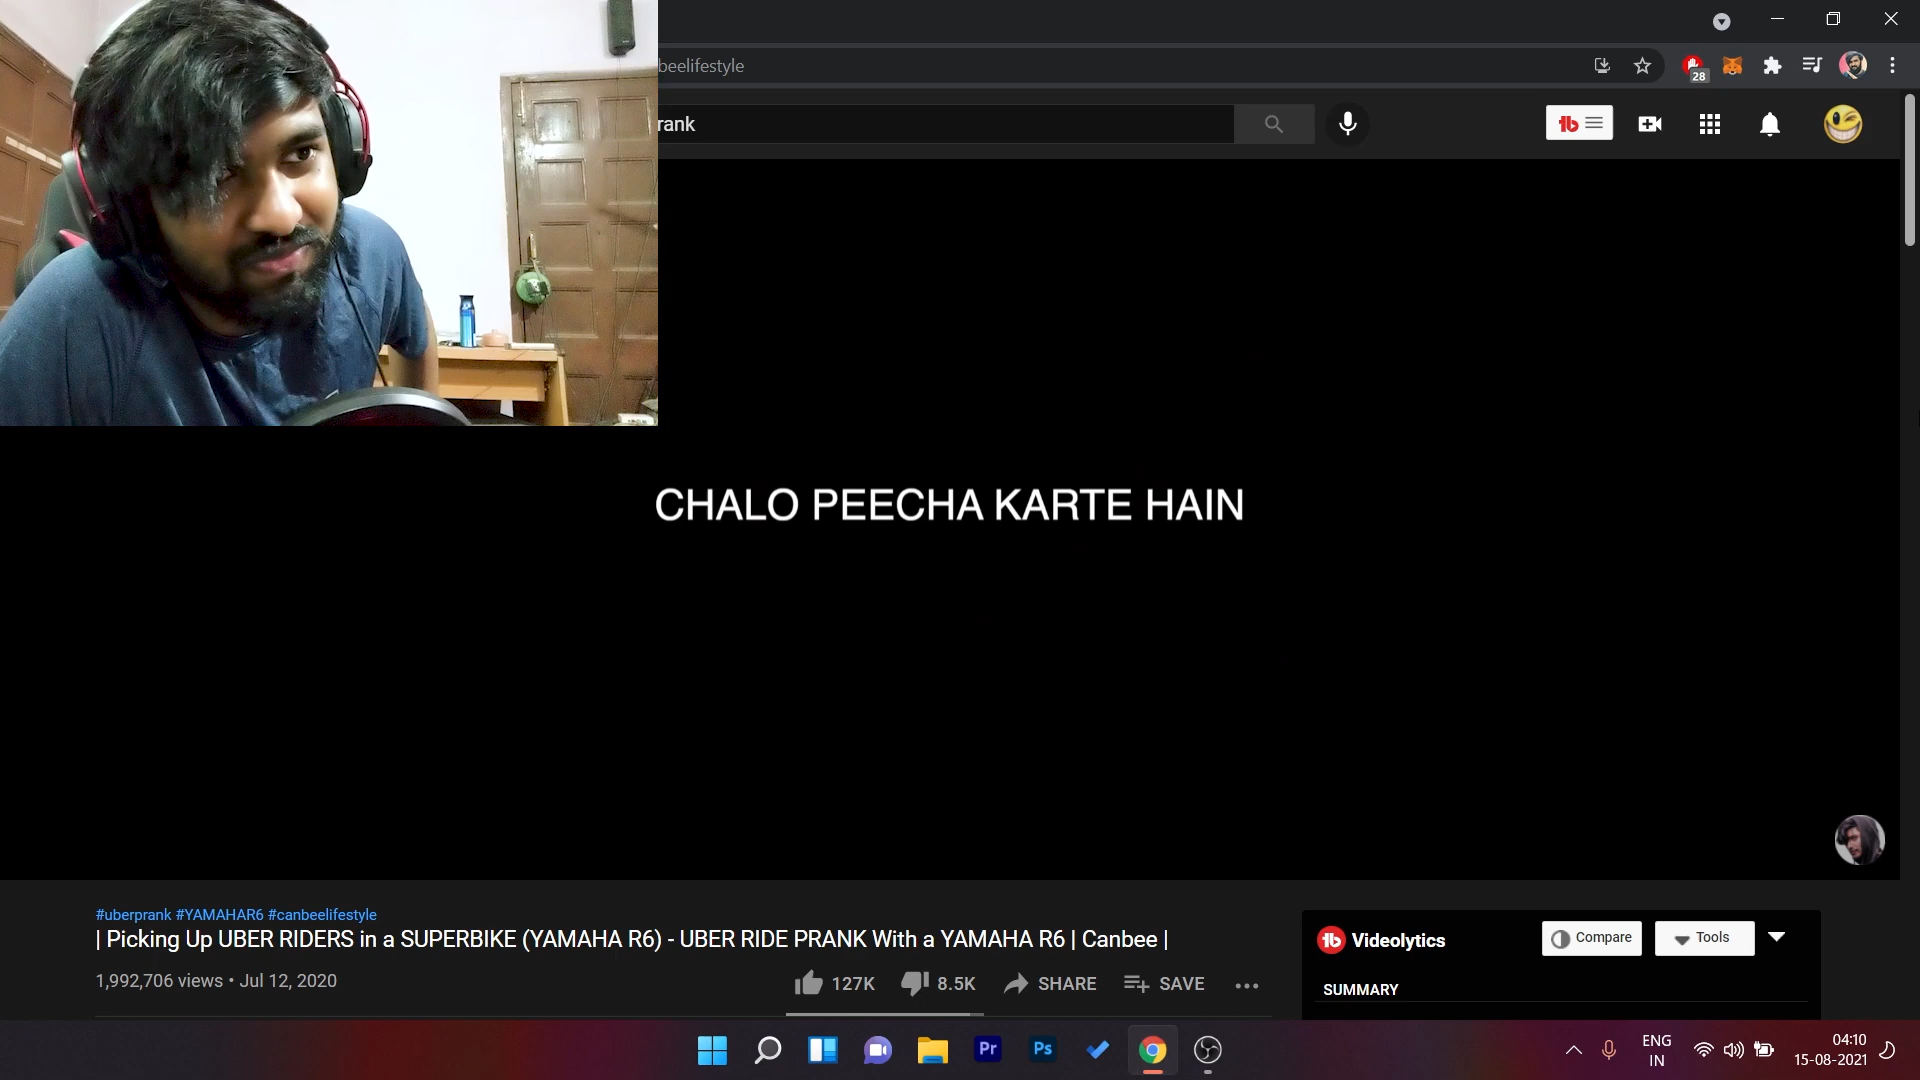 beelifestyle
28
rank
CHALO PEECHA KARTE HAIN
#uberprank #YAMAHAR6 #canbeelifestyle
| Picking Up UBER RIDERS in a SUPERBIKE (YAMAHA R6) - UBER RIDE PRANK With a YAMAHA R6 | Canbee |
1,992,706 views • Jul 12, 2020
127K
8.5K
SHARE
SAVE
Videolytics
Compare
Tools
SUMMARY
Pr
Ps
ENG
IN
04:10
15-08-2021